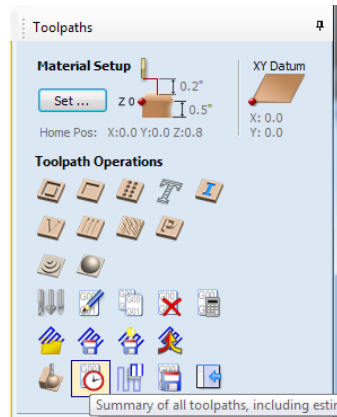 Toolpaths
Material Setup
XY Datum
0.2"
Set ...
Z 0
0.5"
X: 0.0
Home Pos: X:0.0 Y:0.0 Z:0.8
Y: 0.0
Toolpath Operations
Summary of all toolpaths, including estir